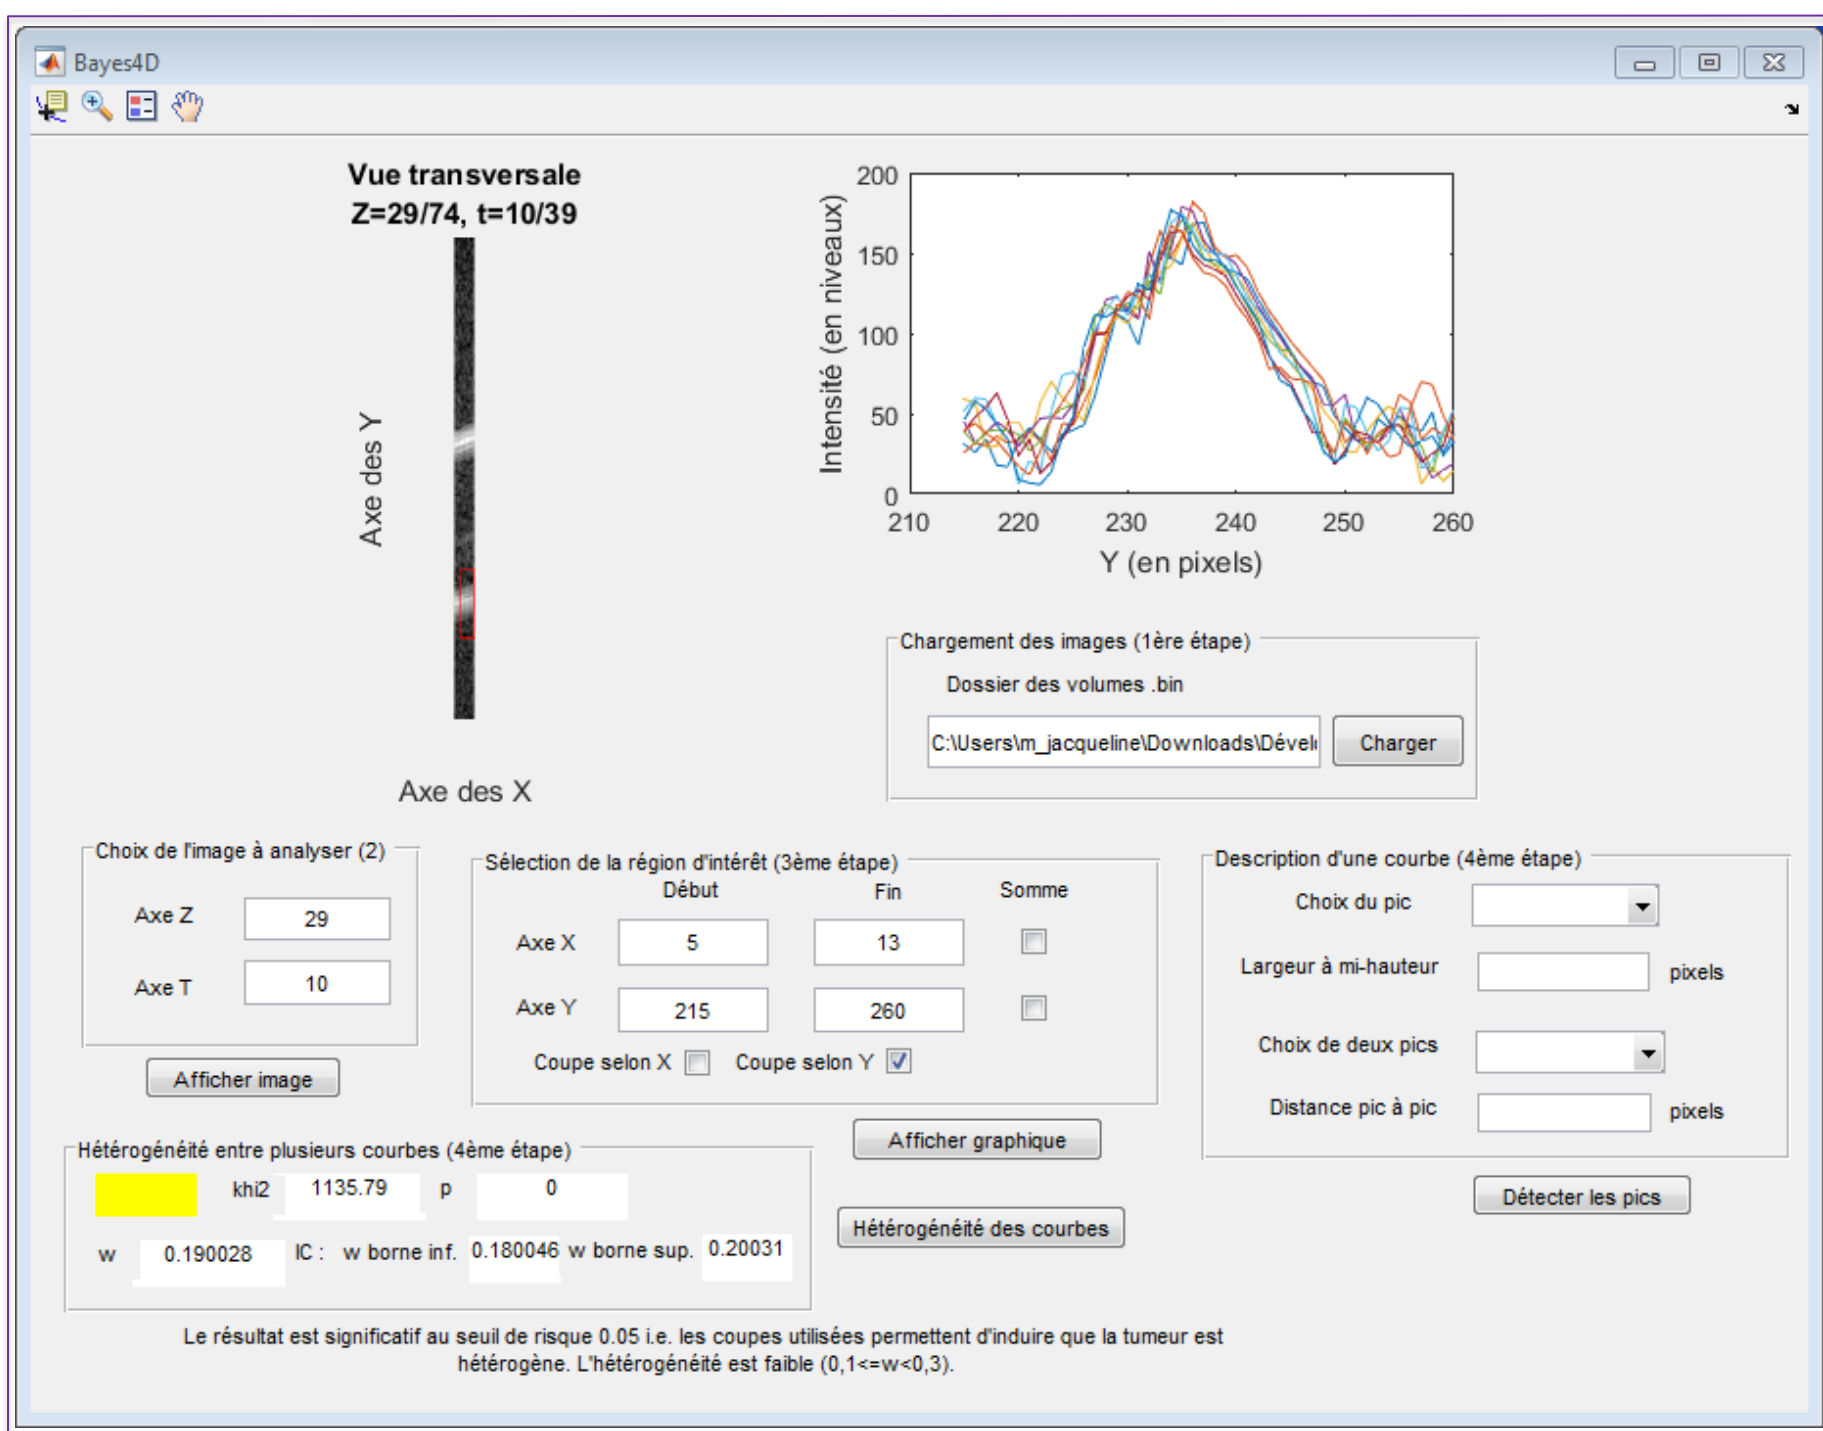 Bayes4D
Vue transversale
Z=29/74, t=10/39
Axe des Y
Axe des X
200
150
100
50
0
Intensité (en niveaux)
210 220 230 240 250 260
Y (en pixels)
Chargement des images (1ère étape)
Dossier des volumes .bin
C:\Users\m_jacqueline\Downloads\Dével
Charger
Choix de l'image à analyser (2)
Axe Z 29
Axe T 10
Afficher image
Sélection de la région d'intérêt (3ème étape)
Début Fin Somme
Axe X 5 13
Axe Y 215 260
Coupe selon X Coupe selon Y
Afficher graphique
Description d'une courbe (4ème étape)
Choix du pic
Largeur à mi-hauteur pixels
Choix de deux pics
Distance pic à pic pixels
Détecter les pics
Hétérogénéité entre plusieurs courbes (4ème étape)
khi2 1135.79 p 0
w 0.190028 IC : w borne inf. 0.180046 w borne sup. 0.20031
Hétérogénéité des courbes
Le résultat est significatif au seuil de risque 0.05 i.e. les coupes utilisées permettent d'induire que la tumeur est
hétérogène. L'hétérogénéité est faible (0,1<=w<0,3).